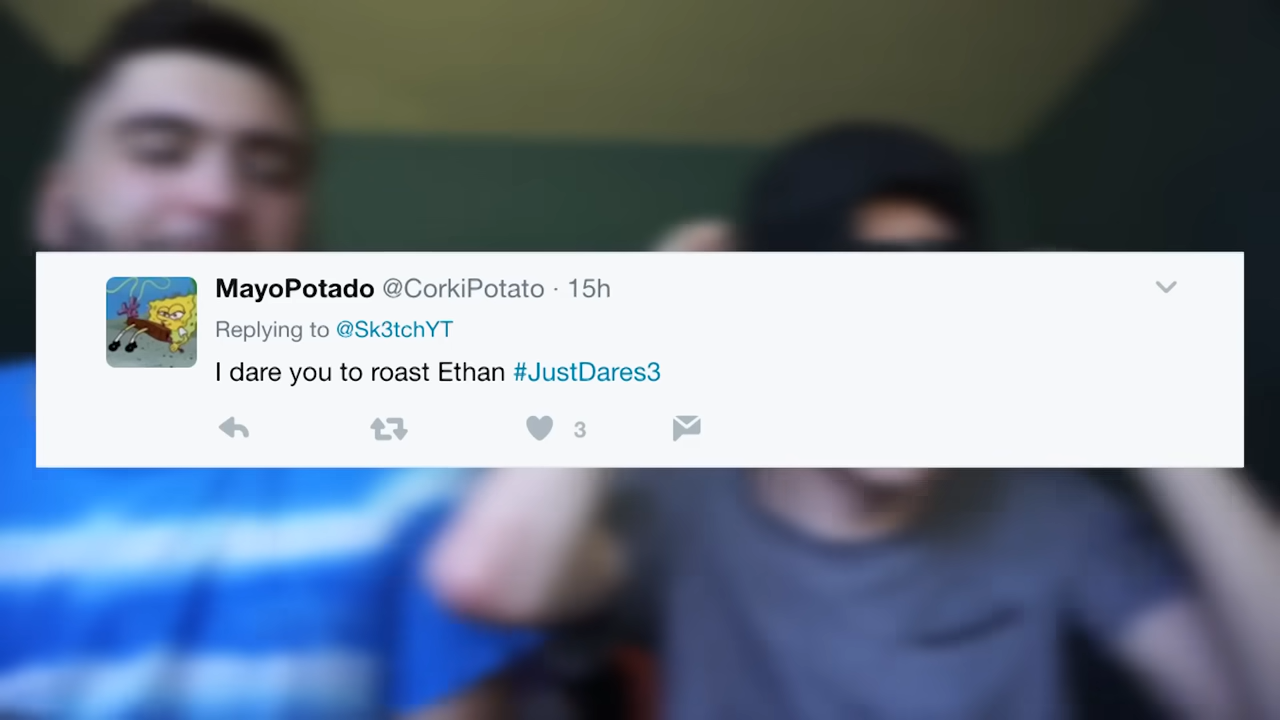 MayoPotado @CorkiPotato · 15h
Replying to @Sk3tchYT
I dare you to roast Ethan #JustDares3
3